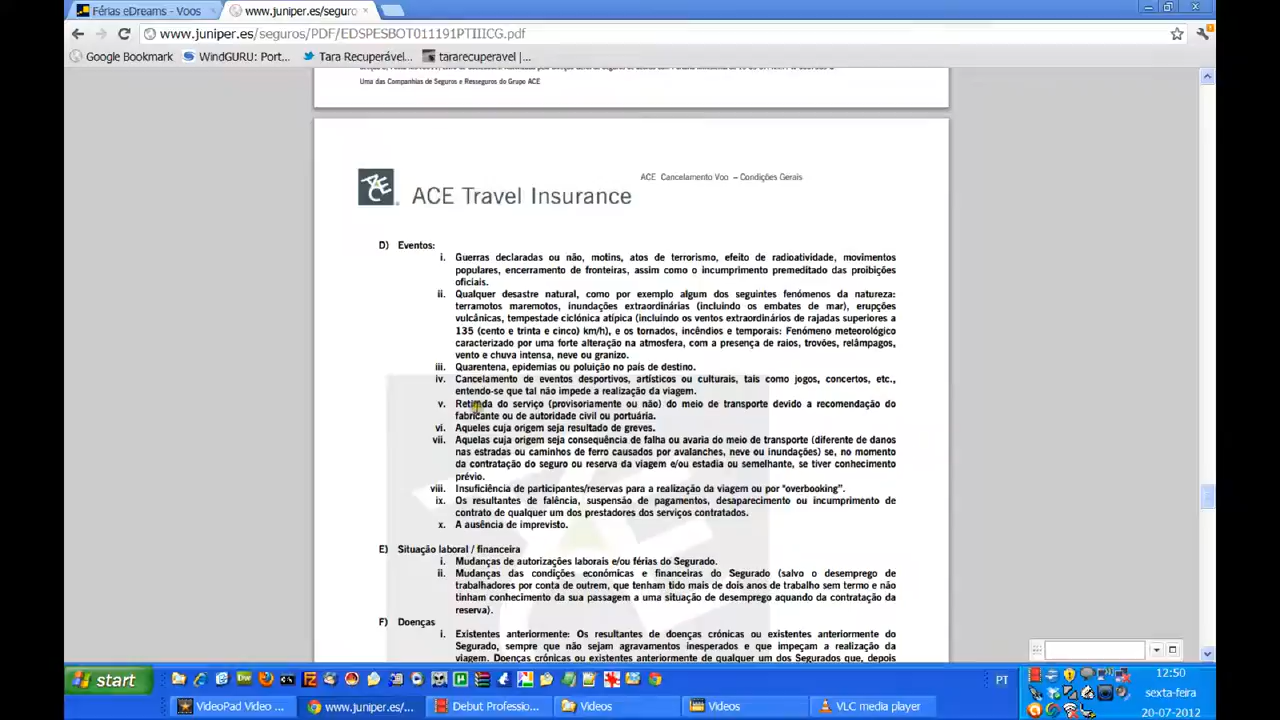 Férias eDreams - Voos
www.juniper.es/seguro
www.juniper.es/seguros/PDF/EDSPESBOT011191PTIIICG.pdf
Google Bookmark
WindGURU: Port...
Tara Recuperável...
tararecuperavel |...
Uma das Companhias de Seguros e Resseguros do Grupo ACE
ACE Cancelamento Voo – Condições Gerais
ACE Travel Insurance
D) Eventos:
i. Guerras declaradas ou não, motins, atos de terrorismo, efeito de radioatividade, movimentos
populares, encerramento de fronteiras, assim como o incumprimento premeditado das proibições
oficiais.
ii. Qualquer desastre natural, como por exemplo algum dos seguintes fenómenos da natureza:
terramotos maremotos, inundações extraordinárias (incluindo os embates de mar), erupções
vulcânicas, tempestade ciclónica atípica (incluindo os ventos extraordinários de rajadas superiores a
135 (cento e trinta e cinco) km/h), e os tornados, incêndios e temporais: Fenómeno meteorológico
caracterizado por uma forte alteração na atmosfera, com a presença de raios, trovões, relâmpagos,
vento e chuva intensa, neve ou granizo.
iii. Quarentena, epidemias ou poluição no país de destino.
iv. Cancelamento de eventos desportivos, artísticos ou culturais, tais como jogos, concertos, etc.,
entendo-se que tal não impede a realização da viagem.
v. Retirada do serviço (provisoriamente ou não) do meio de transporte devido a recomendação do
fabricante ou de autoridade civil ou portuária.
vi. Aqueles cuja origem seja resultado de greves.
vii. Aquelas cuja origem seja consequência de falha ou avaria do meio de transporte (diferente de danos
nas estradas ou caminhos de ferro causados por avalanches, neve ou inundações) se, no momento
da contratação do seguro ou reserva da viagem e/ou estadia ou semelhante, se tiver conhecimento
prévio.
viii. Insuficiência de participantes/reservas para a realização da viagem ou por "overbooking".
ix. Os resultantes de falência, suspensão de pagamentos, desaparecimento ou incumprimento de
contrato de qualquer um dos prestadores dos serviços contratados.
x. A ausência de imprevisto.
E) Situação laboral / financeira
i. Mudanças de autorizações laborais e/ou férias do Segurado.
ii. Mudanças das condições económicas e financeiras do Segurado (salvo o desemprego de
trabalhadores por conta de outrem, que tenham tido mais de dois anos de trabalho sem termo e não
tinham conhecimento da sua passagem a uma situação de desemprego aquando da contratação da
reserva).
F) Doenças
i. Existentes anteriormente: Os resultantes de doenças crónicas ou existentes anteriormente do
Segurado, sempre que não sejam agravamentos inesperados e que impeçam a realização da
viagem. Doenças crónicas ou existentes anteriormente de qualquer um dos Segurados que, depois
start
PT
12:50
sexta-feira
20-07-2012
VideoPad Video ...
www.juniper.es/...
Debut Professio...
Videos
Videos
VLC media player